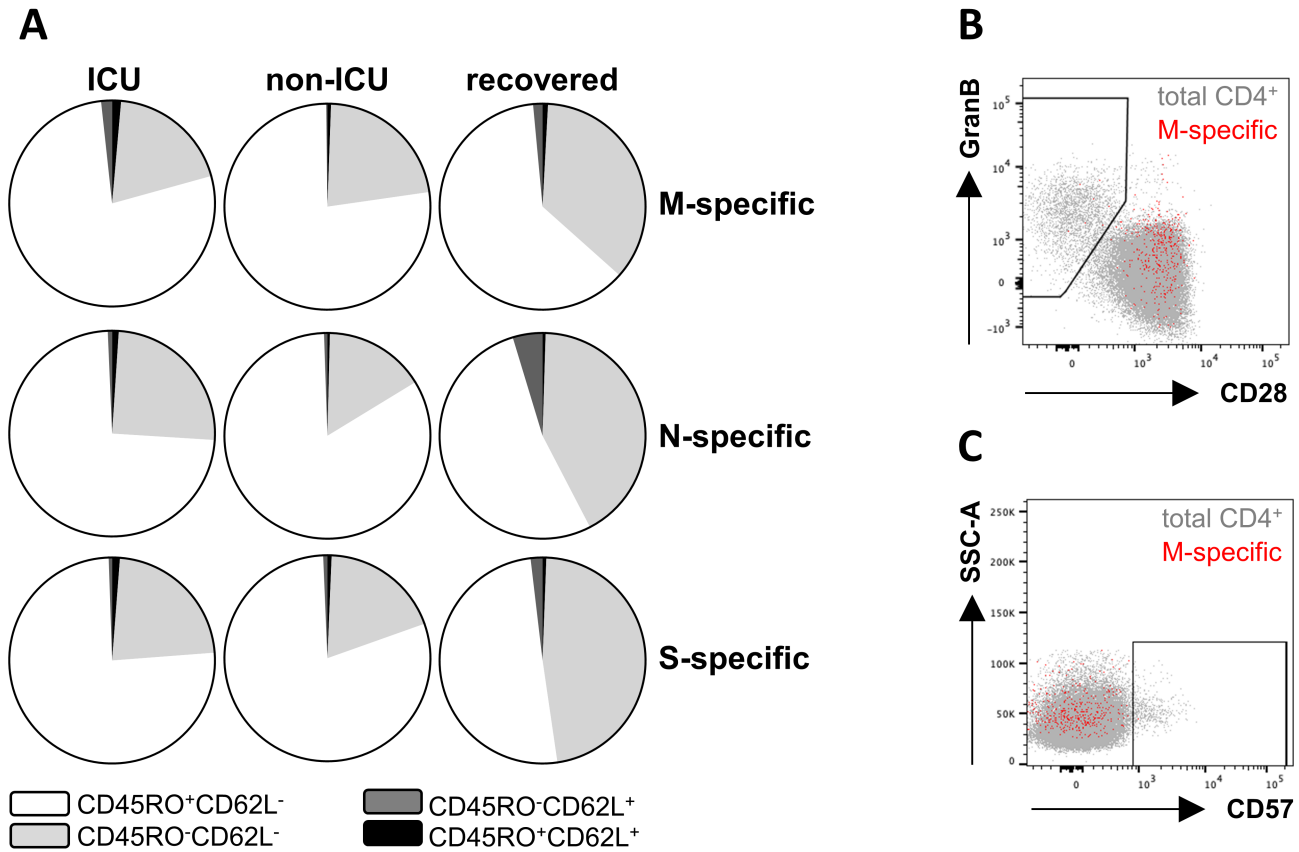 A
ICU
non-ICU
recovered
M-specific
N-specific
S-specific
CD45RO⁺CD62L⁻
CD45RO⁻CD62L⁺
CD45RO⁻CD62L⁻
CD45RO⁺CD62L⁺
B
GranB
total CD4⁺
M-specific
10⁵
10⁴
10³
0
-10³
0
10³
10⁴
10⁵
CD28
C
SSC-A
total CD4⁺
M-specific
250K
200K
150K
100K
50K
0
0
10³
10⁴
10⁵
CD57